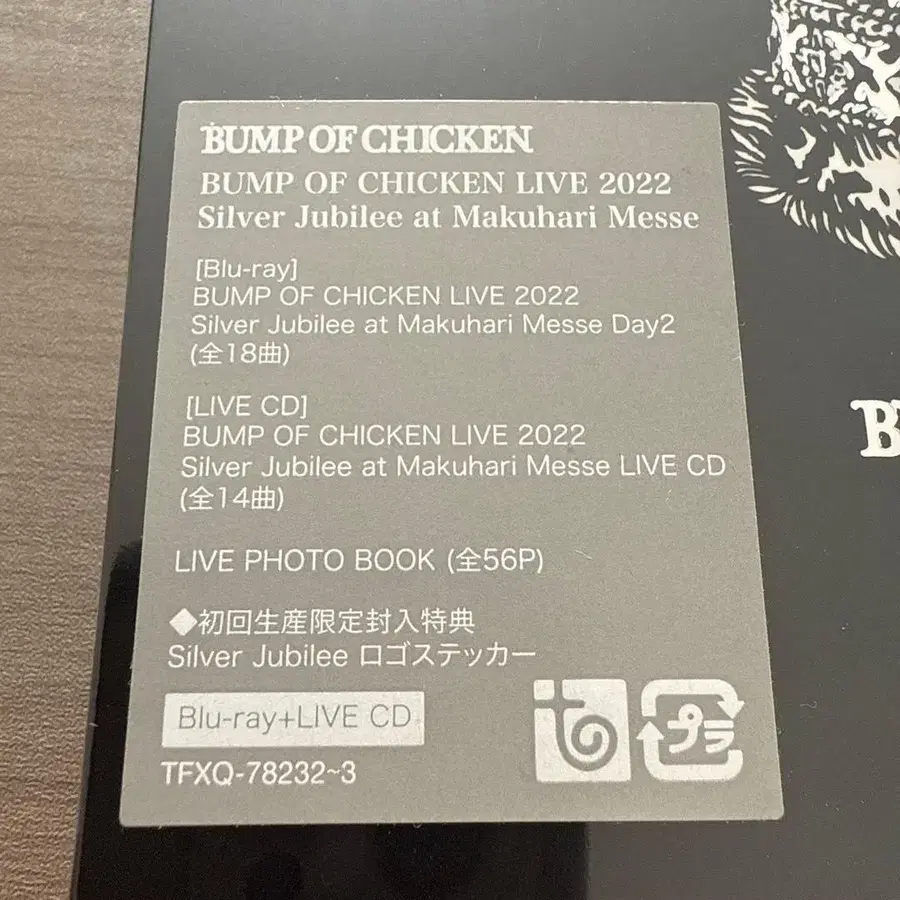 BUMP OF CHICKEN
BUMP OF CHICKEN LIVE 2022
Silver Jubilee at Makuhari Messe
[Blu-ray]
BUMP OF CHICKEN LIVE 2022
Silver Jubilee at Makuhari Messe Day2
(全18曲)
[LIVE CD]
BUMP OF CHICKEN LIVE 2022
Silver Jubilee at Makuhari Messe LIVE CD
(全14曲)
LIVE PHOTO BOOK (全56P)
◆初回生産限定封入特典
Silver Jubilee ロゴステッカー
Blu-ray+LIVE CD
TFXQ-78232~3
プラ